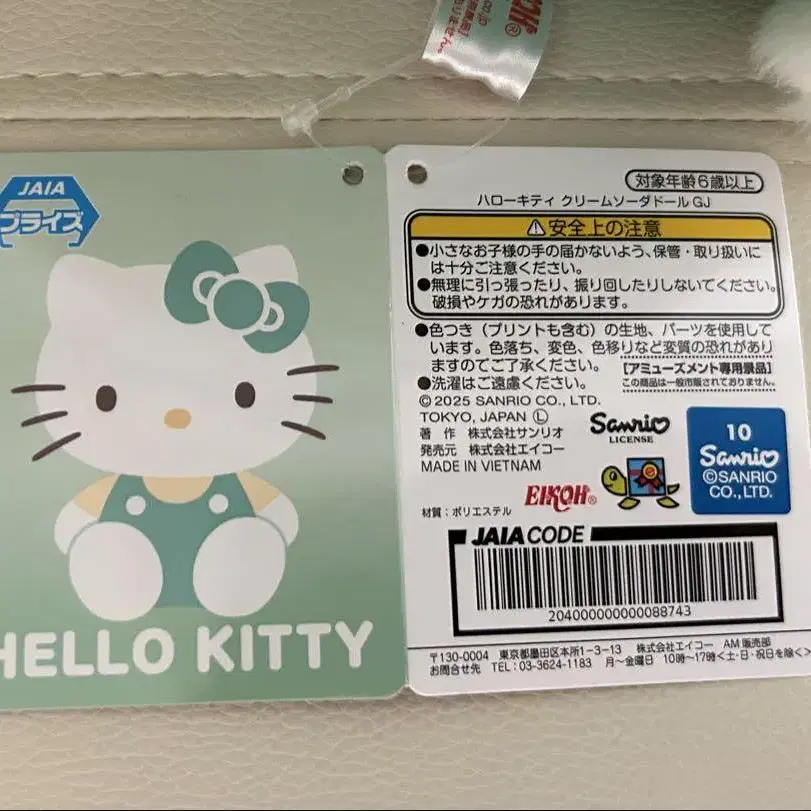 EIKOH®
.co.jp
ません。
JAIA
プライズ
HELLO KITTY
対象年齢6歳以上
ハローキティ クリームソーダドール GJ
⚠安全上の注意
●小さなお子様の手の届かないよう、保管・取り扱いに
は十分ご注意ください。
●無理に引っ張ったり、振り回したりしないでください。
破損やケガの恐れがあります。
●色つき（プリントも含む）の生地、パーツを使用して
います。色落ち、変色、色移りなど変質の恐れがあり
ますのでご了承ください。
●洗濯はご遠慮ください。
【アミューズメント専用景品】
この商品は一般市販されておりません。
© 2025 SANRIO CO., LTD.
TOKYO, JAPAN Ⓛ
著 作 株式会社サンリオ
発売元 株式会社エイコー
MADE IN VIETNAM
Sanrio
LICENSE
10
Sanrio
©SANRIO
CO.,LTD.
EIKOH®
材質：ポリエステル
JAIA CODE
204000000000088743
〒130-0004 東京都墨田区本所1-3-13 株式会社エイコー AM販売部
お問合せ先 TEL:03-3624-1183 月～金曜日 10時～17時＜土・日・祝日を除く＞